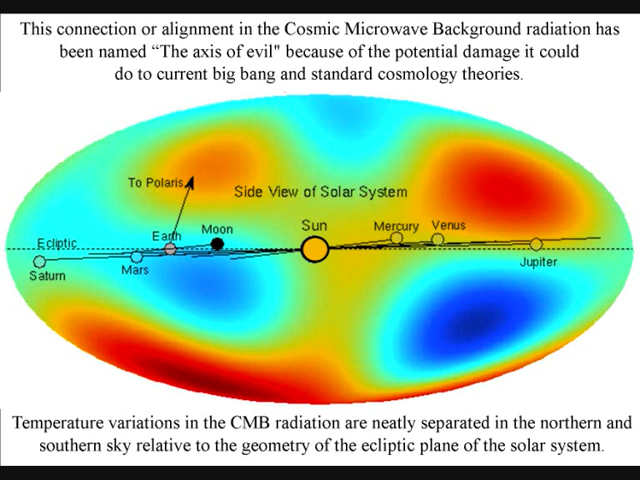 This connection or alignment in the Cosmic Microwave Background radiation has
been named “The axis of evil" because of the potential damage it could
do to current big bang and standard cosmology theories.
To Polaris
Side View of Solar System
Ecliptic
Earth
Moon
Sun
Mercury
Venus
Saturn
Mars
Jupiter
Temperature variations in the CMB radiation are neatly separated in the northern and
southern sky relative to the geometry of the ecliptic plane of the solar system.